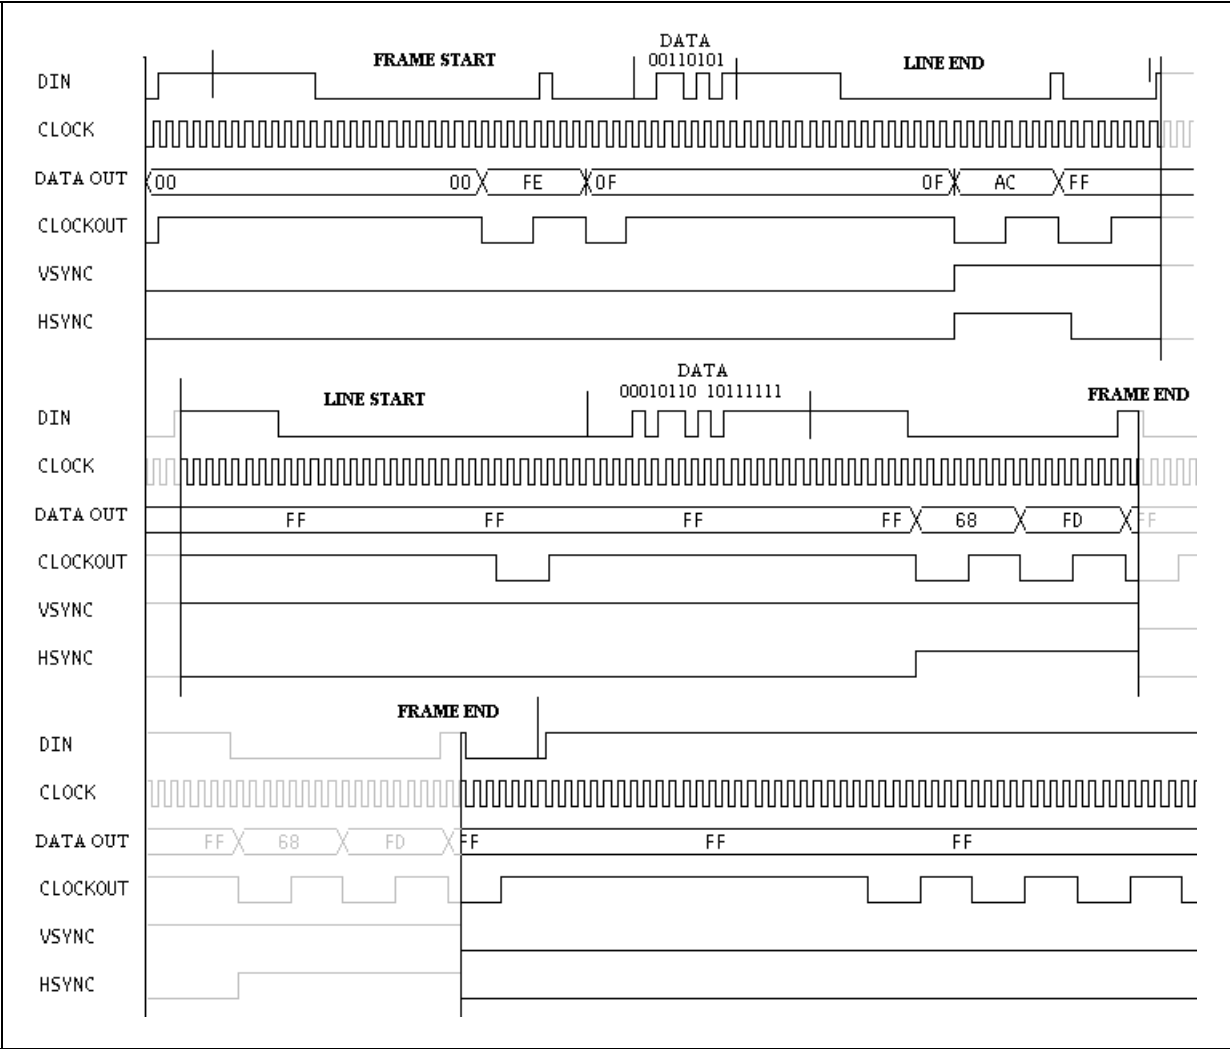 DATA
FRAME START 00110101 LINE END
DIN
CLOCK
DATA OUT 00 00 FE 0F 0F AC FF
CLOCKOUT
VSYNC
HSYNC
DATA
LINE START 00010110 10111111 FRAME END
DIN
CLOCK
DATA OUT FF FF FF FF 68 FD FF
CLOCKOUT
VSYNC
HSYNC
FRAME END
DIN
CLOCK
DATA OUT FF 68 FD FF FF FF
CLOCKOUT
VSYNC
HSYNC